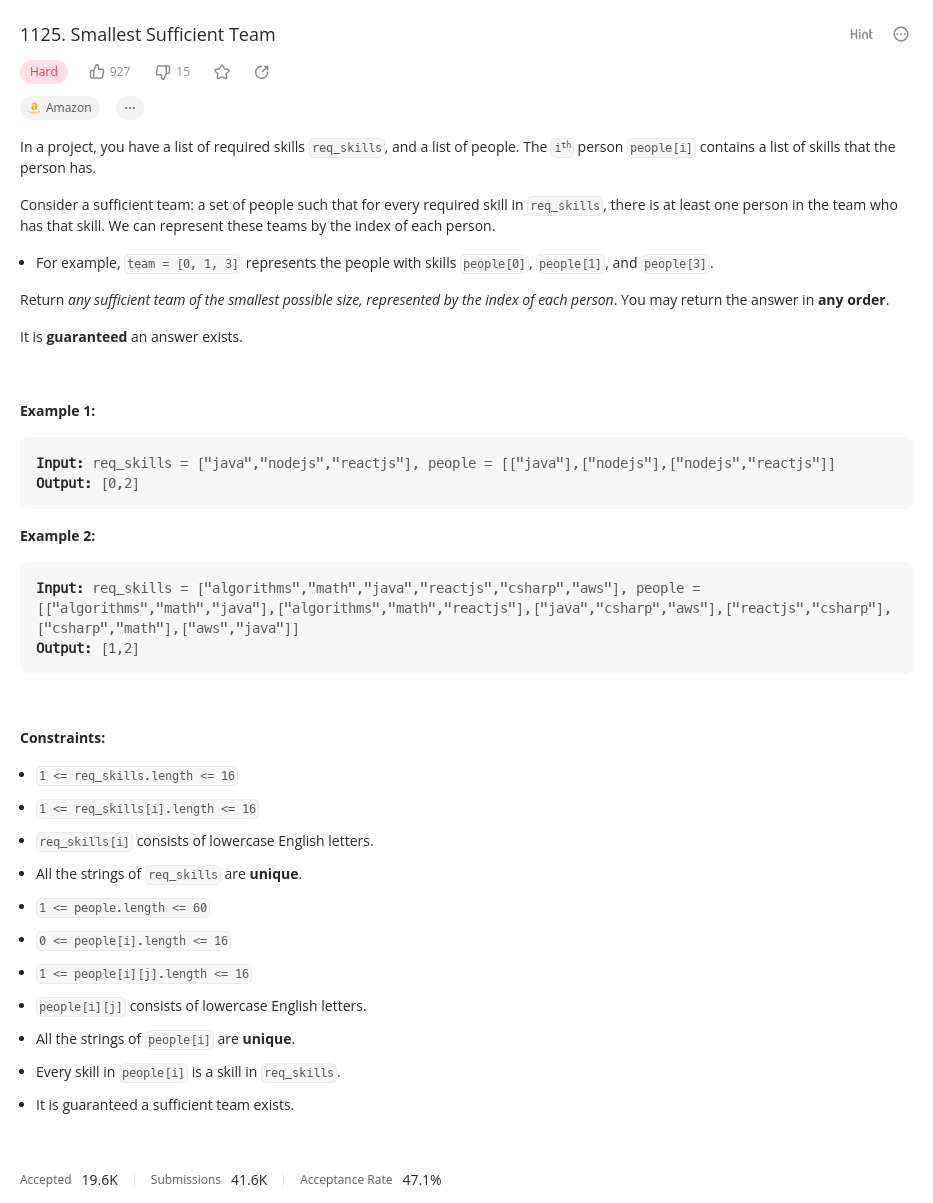 1125. Smallest Sufficient Team
Hint
Hard 927 15
Amazon ...
In a project, you have a list of required skills req_skills, and a list of people. The ith person people[i] contains a list of skills that the
person has.
Consider a sufficient team: a set of people such that for every required skill in req_skills, there is at least one person in the team who
has that skill. We can represent these teams by the index of each person.
• For example, team = [0, 1, 3] represents the people with skills people[0], people[1], and people[3].
Return any sufficient team of the smallest possible size, represented by the index of each person. You may return the answer in any order.
It is guaranteed an answer exists.
Example 1:
Input: req_skills = ["java","nodejs","reactjs"], people = [["java"],["nodejs"],["nodejs","reactjs"]]
Output: [0,2]
Example 2:
Input: req_skills = ["algorithms","math","java","reactjs","csharp","aws"], people =
[["algorithms","math","java"],["algorithms","math","reactjs"],["java","csharp","aws"],["reactjs","csharp"],
["csharp","math"],["aws","java"]]
Output: [1,2]
Constraints:
• 1 <= req_skills.length <= 16
• 1 <= req_skills[i].length <= 16
• req_skills[i] consists of lowercase English letters.
• All the strings of req_skills are unique.
• 1 <= people.length <= 60
• 0 <= people[i].length <= 16
• 1 <= people[i][j].length <= 16
• people[i][j] consists of lowercase English letters.
• All the strings of people[i] are unique.
• Every skill in people[i] is a skill in req_skills.
• It is guaranteed a sufficient team exists.
Accepted 19.6K Submissions 41.6K Acceptance Rate 47.1%